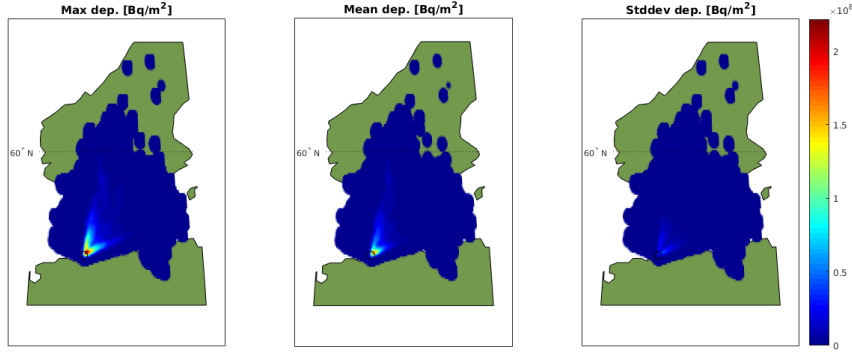 Max dep. [Bq/m²]
Mean dep. [Bq/m²]
Stddev dep. [Bq/m²]
×10⁸
2
1.5
1
0.5
0
60° N
60° N
60° N